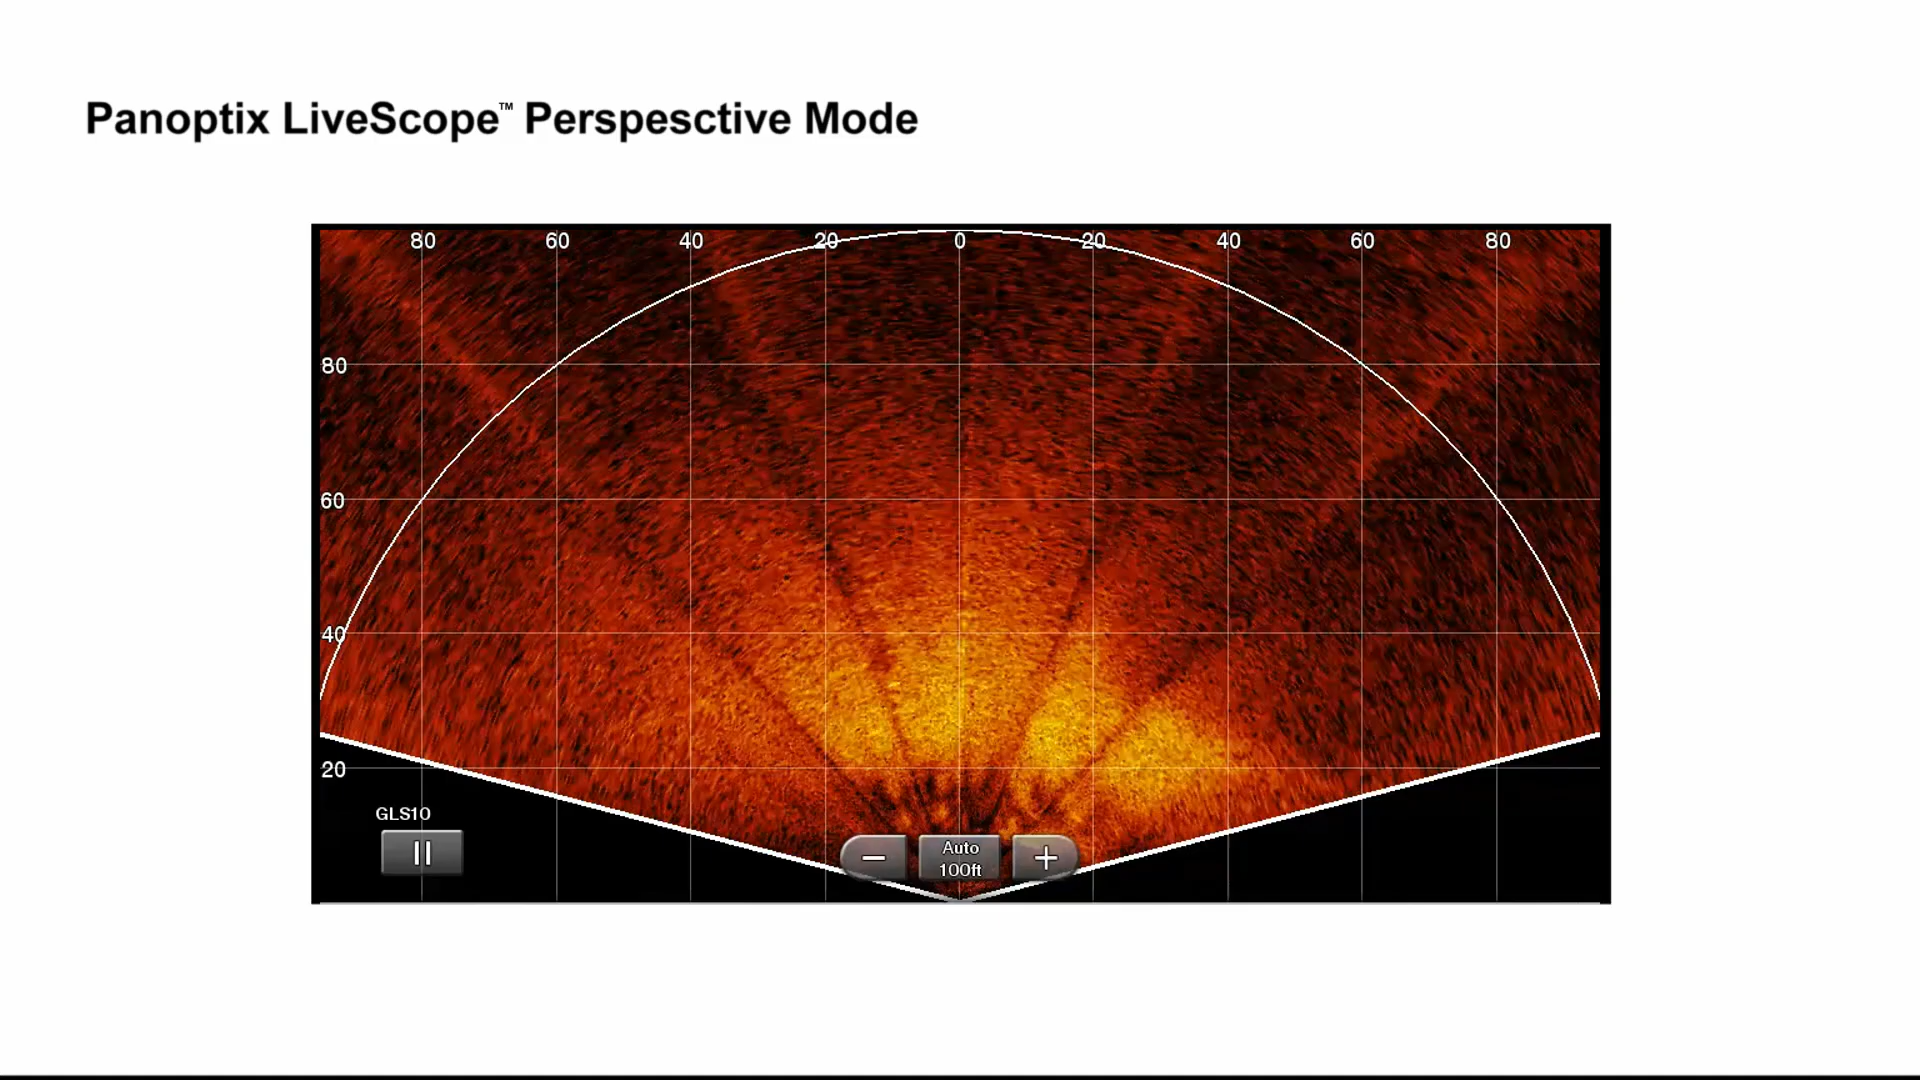 Panoptix LiveScope™ Perspesctive Mode
80 60 40 20 0 20 40 60 80
80
60
40
20
GLS10
Auto
100ft